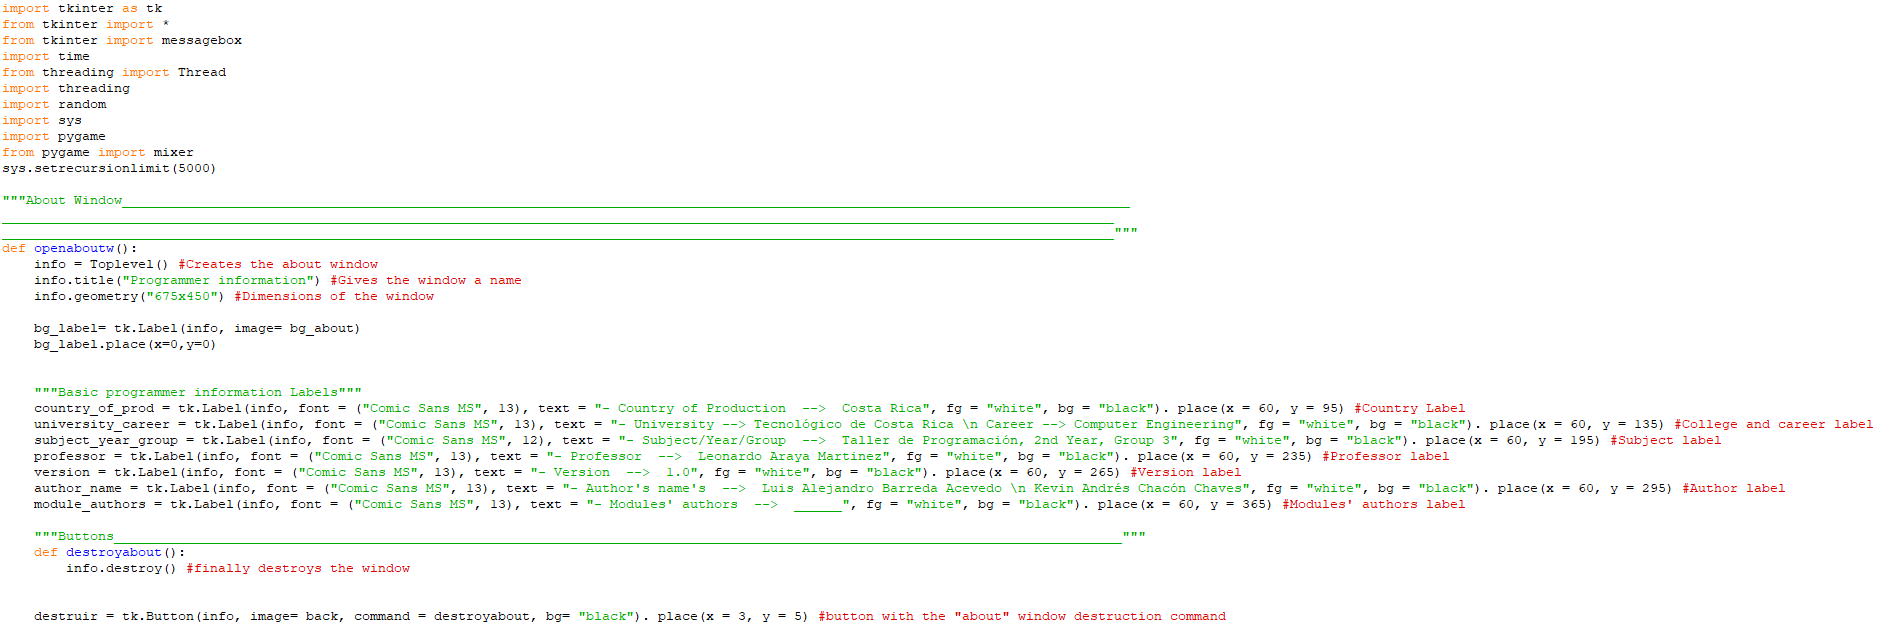 import tkinter as tk
from tkinter import *
from tkinter import messagebox
import time
from threading import Thread
import threading
import random
import sys
import pygame
from pygame import mixer
sys.setrecursionlimit(5000)
"""About Window______________________________________________________________________________________________________________________________
___________________________________________________________________________________________________________________________________________
___________________________________________________________________________________________________________________________________________"""
def openaboutw():
    info = Toplevel() #Creates the about window
    info.title("Programmer information") #Gives the window a name
    info.geometry("675x450") #Dimensions of the window
    bg_label= tk.Label(info, image= bg_about)
    bg_label.place(x=0,y=0)
    """Basic programmer information Labels"""
    country_of_prod = tk.Label(info, font = ("Comic Sans MS", 13), text = "- Country of Production  -->  Costa Rica", fg = "white", bg = "black"). place(x = 60, y = 95) #Country Label
    university_career = tk.Label(info, font = ("Comic Sans MS", 13), text = "- University --> Tecnológico de Costa Rica \n Career --> Computer Engineering", fg = "white", bg = "black"). place(x = 60, y = 135) #College and career label
    subject_year_group = tk.Label(info, font = ("Comic Sans MS", 12), text = "- Subject/Year/Group  -->  Taller de Programación, 2nd Year, Group 3", fg = "white", bg = "black"). place(x = 60, y = 195) #Subject label
    professor = tk.Label(info, font = ("Comic Sans MS", 13), text = "- Professor  -->  Leonardo Araya Martinez", fg = "white", bg = "black"). place(x = 60, y = 235) #Professor label
    version = tk.Label(info, font = ("Comic Sans MS", 13), text = "- Version  -->  1.0", fg = "white", bg = "black"). place(x = 60, y = 265) #Version label
    author_name = tk.Label(info, font = ("Comic Sans MS", 13), text = "- Author's name's  -->  Luis Alejandro Barreda Acevedo \n Kevin Andrés Chacón Chaves", fg = "white", bg = "black"). place(x = 60, y = 295) #Author label
    module_authors = tk.Label(info, font = ("Comic Sans MS", 13), text = "- Modules' authors  -->  ______", fg = "white", bg = "black"). place(x = 60, y = 365) #Modules' authors label
    """Buttons______________________________________________________________________________________________________________________________"""
    def destroyabout():
        info.destroy() #finally destroys the window
    destruir = tk.Button(info, image= back, command = destroyabout, bg= "black"). place(x = 3, y = 5) #button with the "about" window destruction command